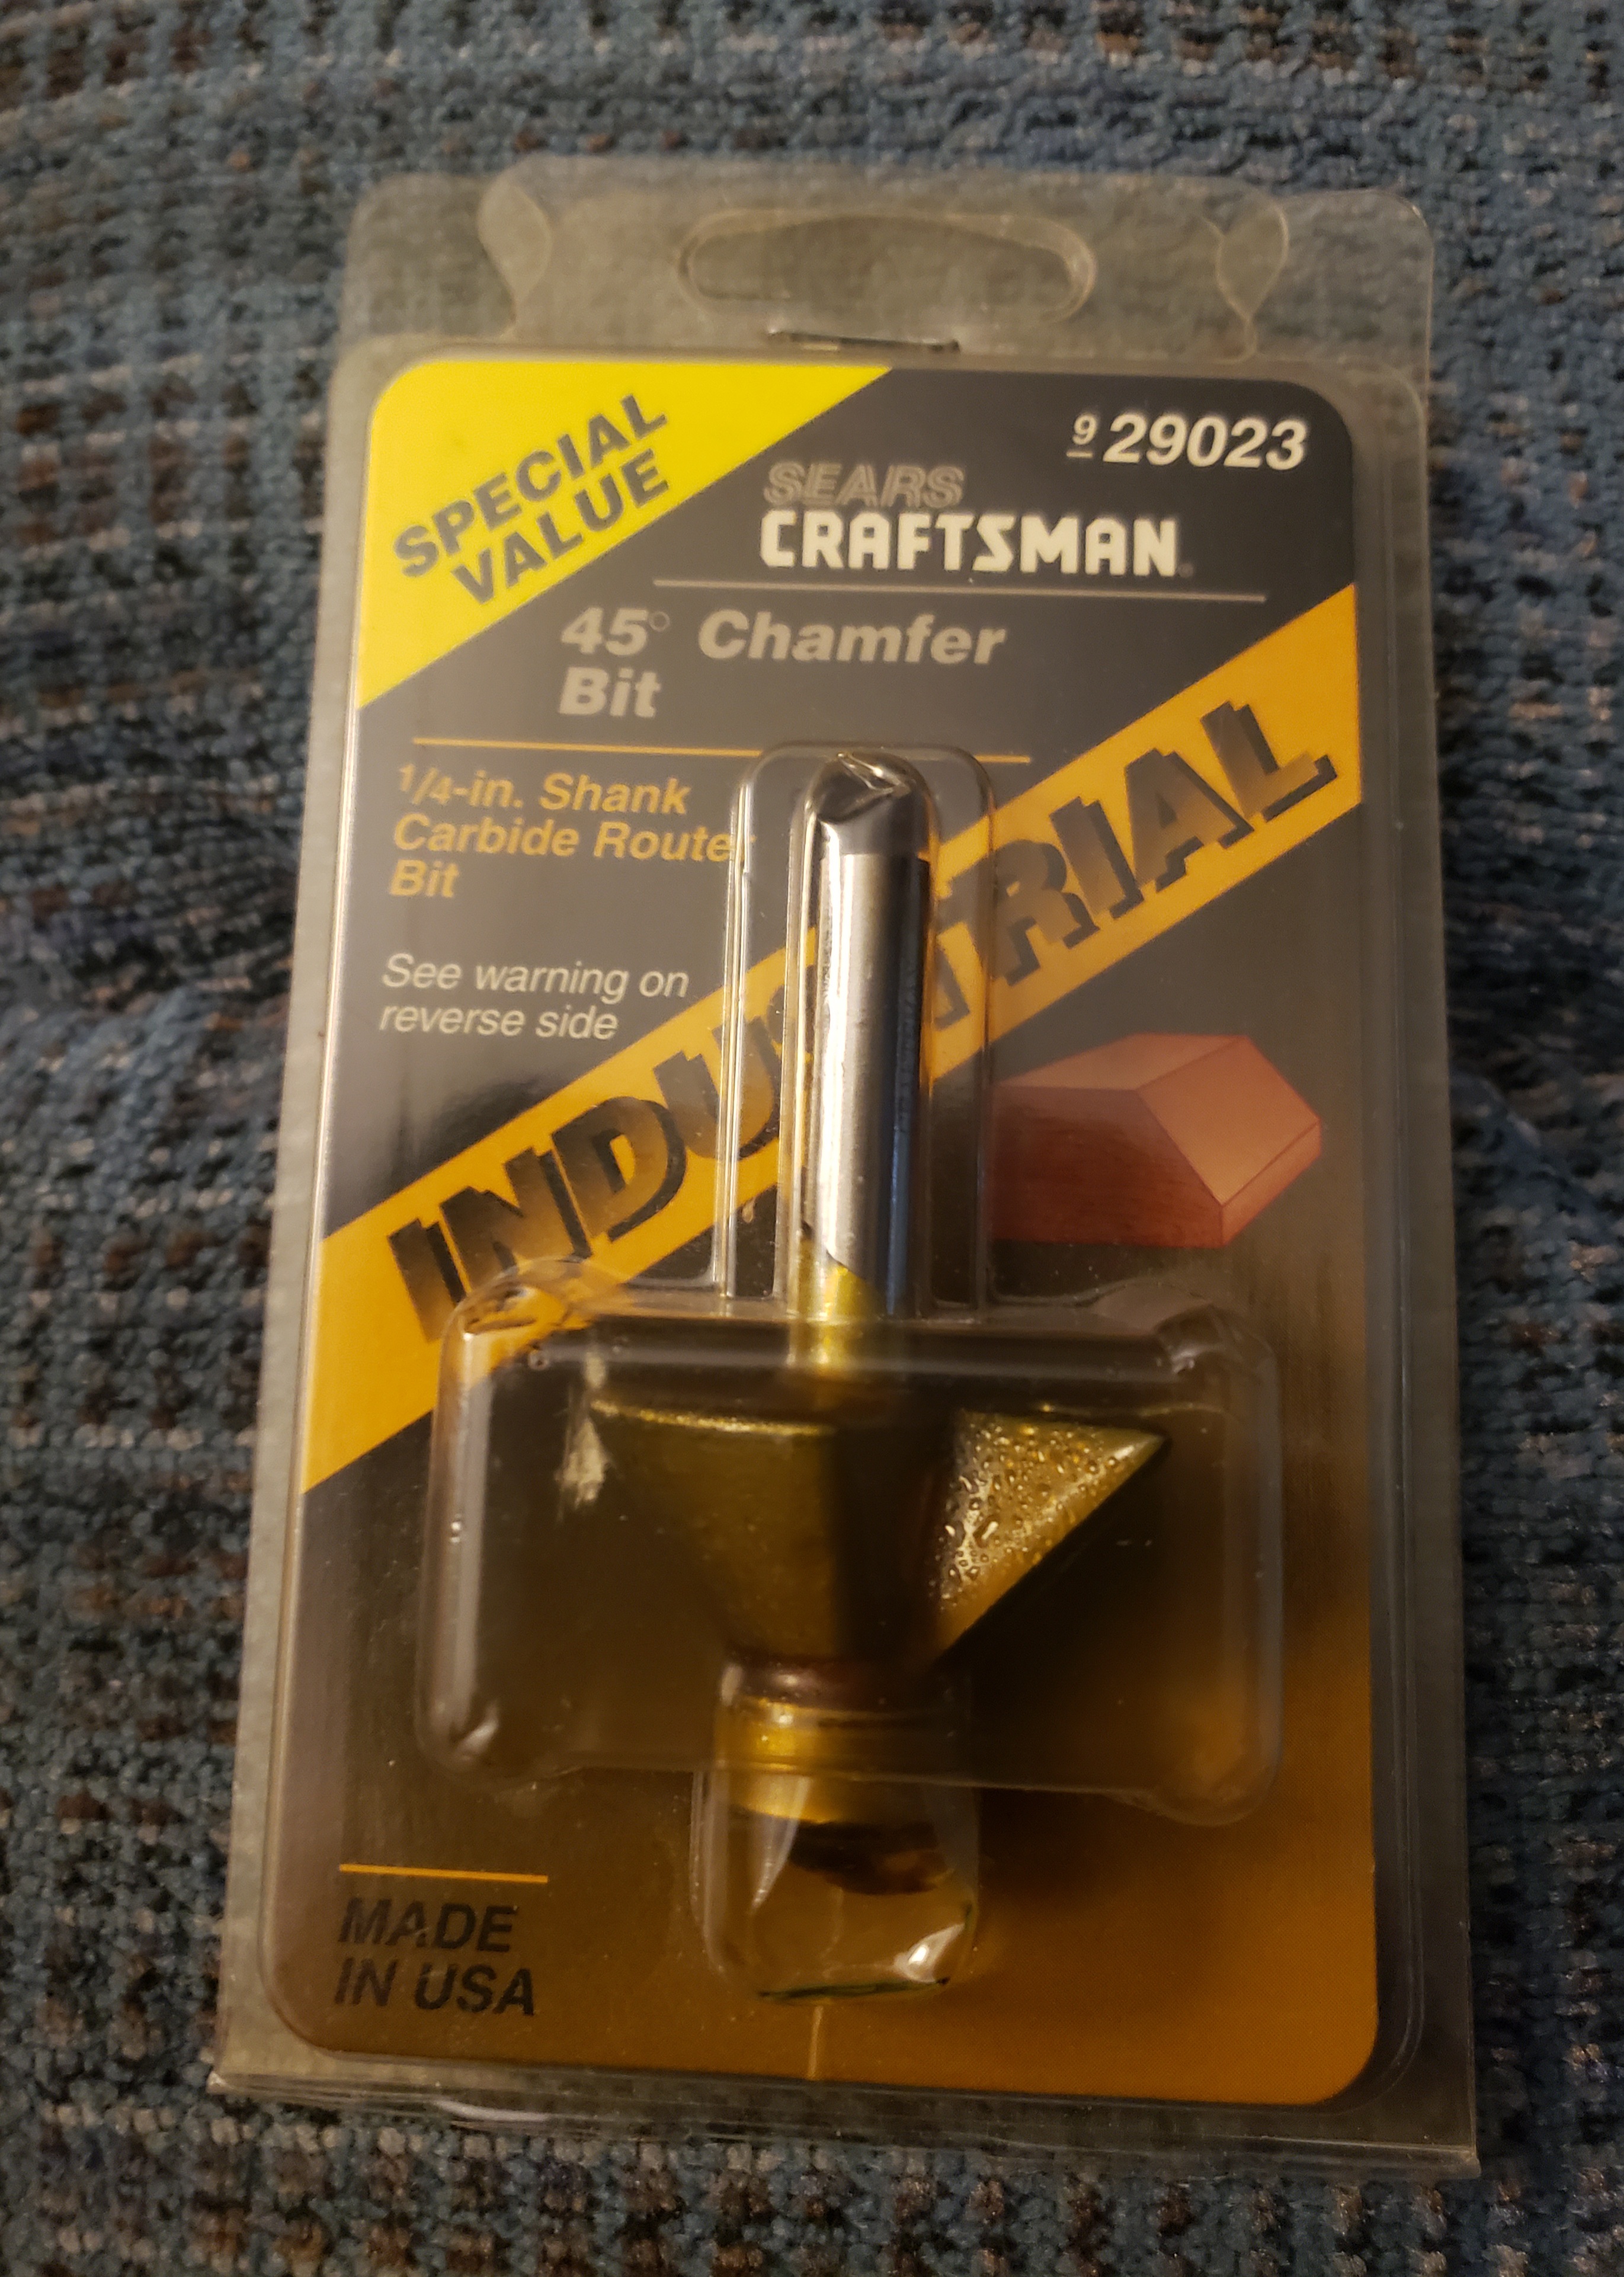 SPECIAL
VALUE
9 29023
SEARS
CRAFTSMAN
45° Chamfer
Bit
1/4-in. Shank
Carbide Router
Bit
See warning on
reverse side
INDUSTRIAL
MADE
IN USA